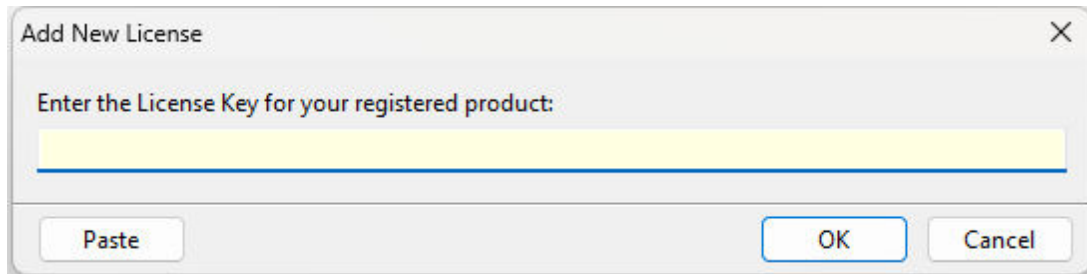 Add New License
Enter the License Key for your registered product:
Paste OK Cancel